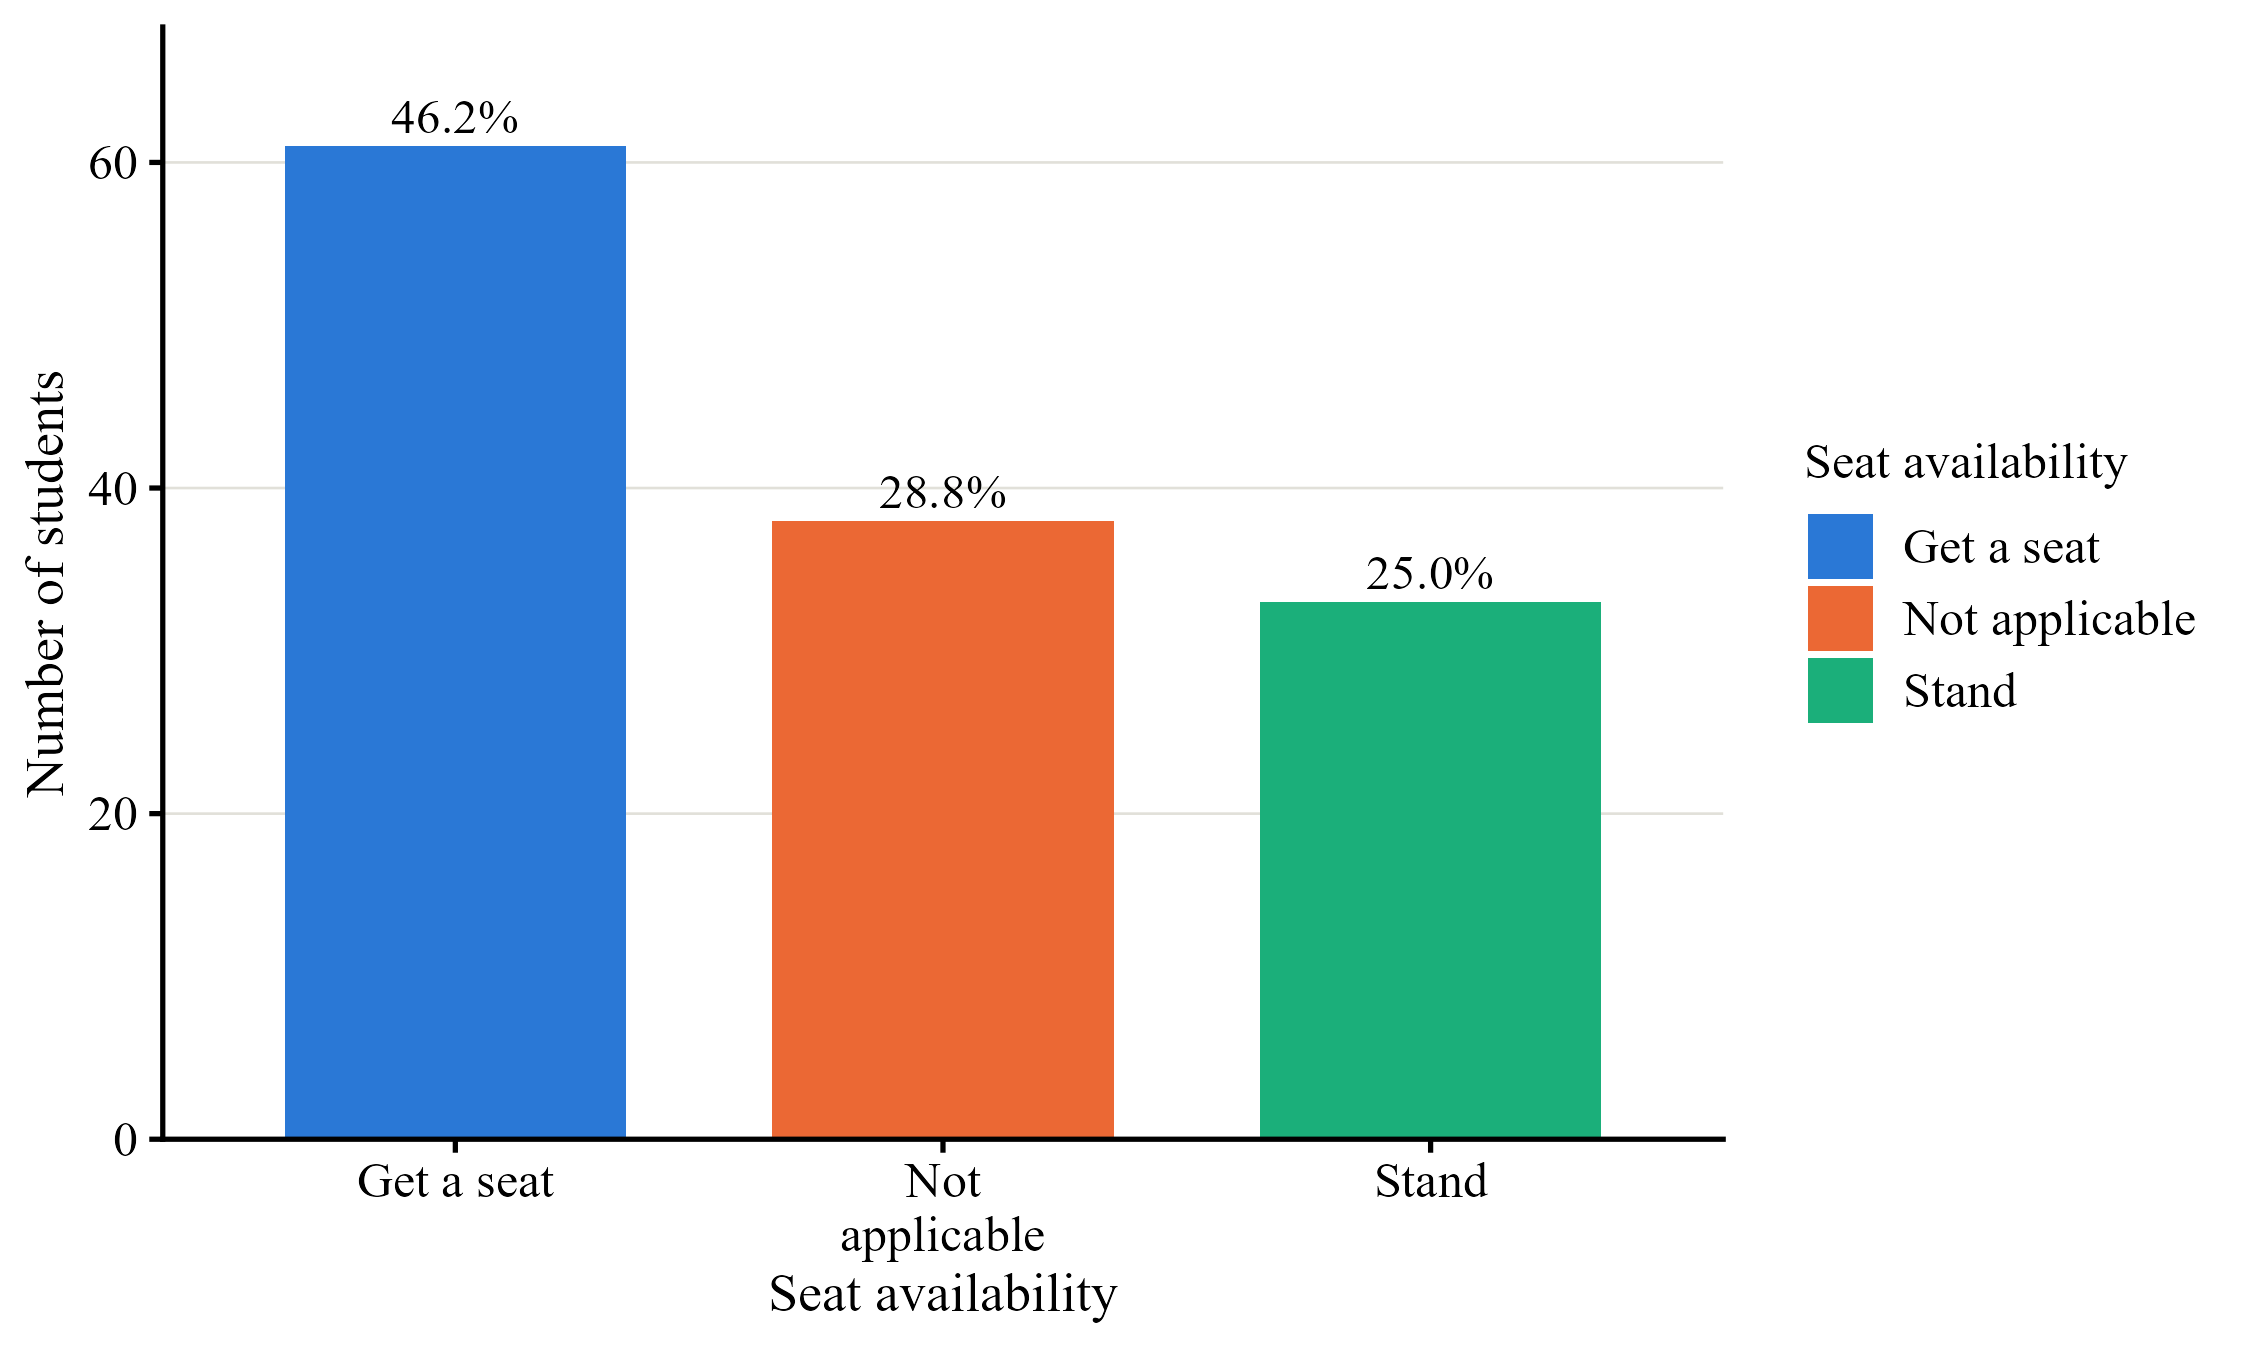 46.2%
60
28.8%
40
25.0%
20
0
Number of students
Get a seat
Not
applicable
Stand
Seat availability
Seat availability
Get a seat
Not applicable
Stand